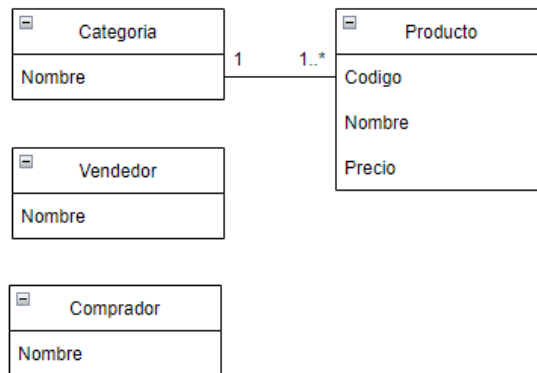 Categoria
Nombre
1
1..*
Producto
Codigo
Nombre
Precio
Vendedor
Nombre
Comprador
Nombre